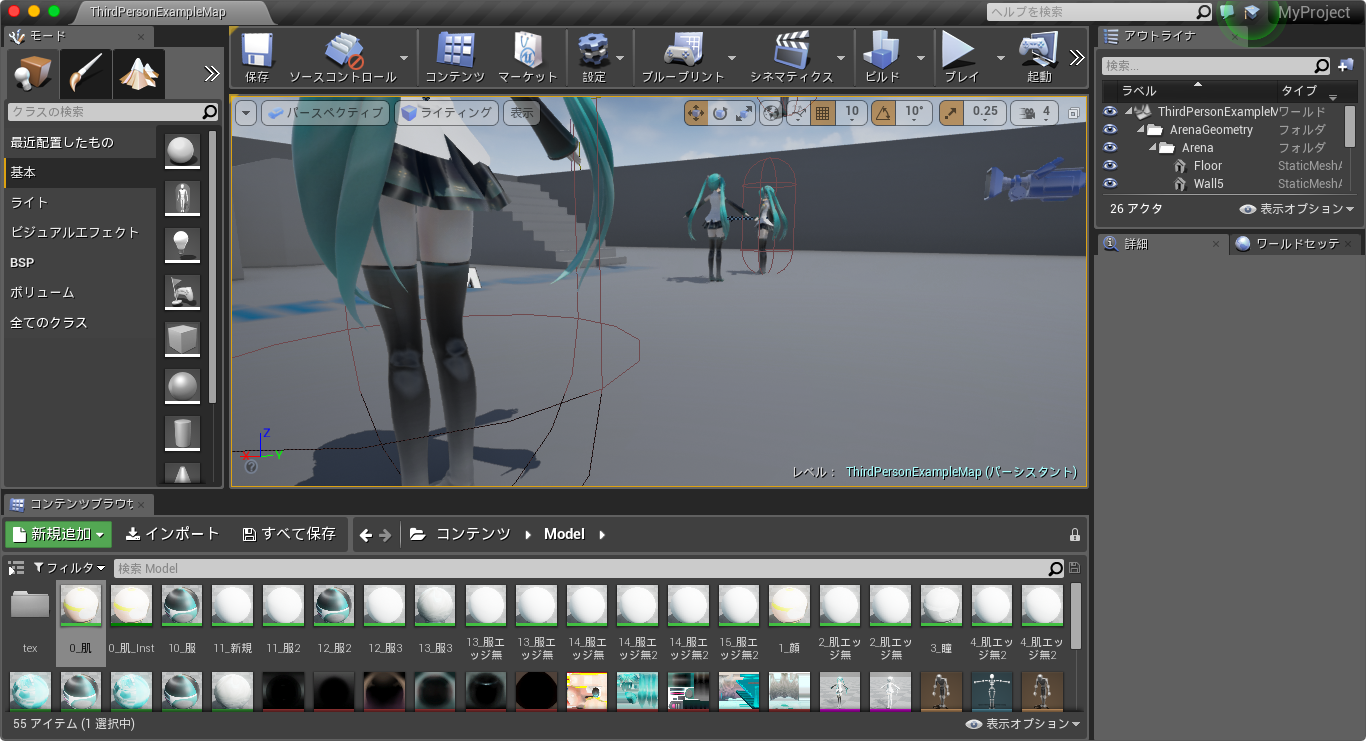 ThirdPersonExampleMap
ヘルプを検索
MyProject
モード
クラスの検索
最近配置したもの
基本
ライト
ビジュアルエフェクト
BSP
ボリューム
全てのクラス
保存
ソースコントロール
コンテンツ
マーケット
設定
ブループリント
シネマティクス
ビルド
プレイ
起動
パースペクティブ
ライティング
表示
10
10°
0.25
4
X
Y
Z
レベル： ThirdPersonExampleMap (パーシスタント)
アウトライナ
検索...
ラベル タイプ
ThirdPersonExampleM ワールド
ArenaGeometry フォルダ
Arena フォルダ
Floor StaticMeshA
Wall5 StaticMeshA
26 アクタ
表示オプション
詳細
ワールドセッテ
コンテンツブラウザ
新規追加
インポート
すべて保存
コンテンツ
Model
フィルタ
検索 Model
tex
0_肌
0_肌_Inst
10_服
11_新規
11_服2
12_服2
12_服3
13_服3
13_服エッジ無
13_服エッジ無
14_服エッジ無
14_服エッジ無2
14_服エッジ無2
15_服エッジ無2
1_顔
2_肌エッジ無
2_肌エッジ無
3_瞳
4_肌エッジ無2
4_肌エッジ無2
55 アイテム (1 選択中)
表示オプション